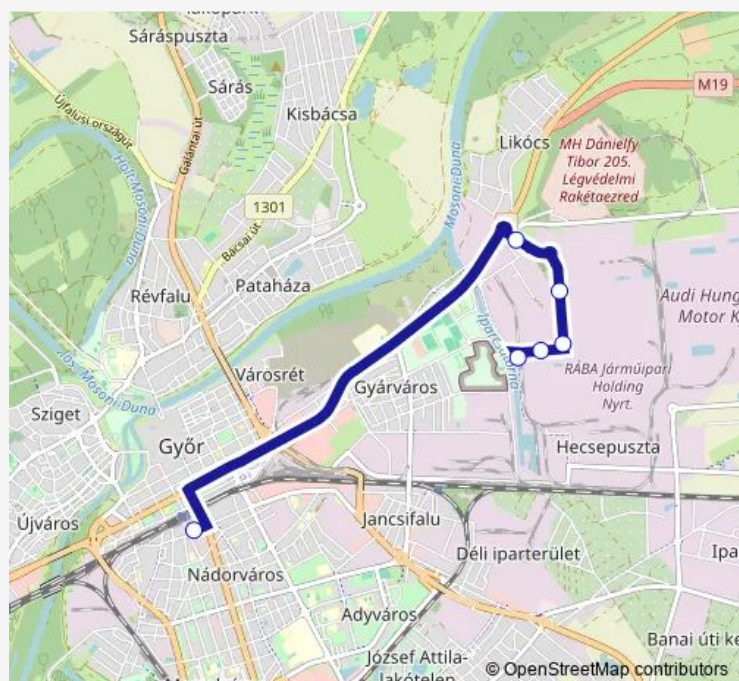 Sáráspuszta
Sárás
Kisbácsa
Újfalusi országút
Galántai út
Holt-Mosoni
Duna
1301
Bácsai út
Mosoni-Duna
Likócs
M19
MH Dánielfy
Tibor 205.
Légvédelmi
Rakétaezred
Révfalu
Pataháza
Audi Hung
Motor K
Iparcsatorna
RÁBA Járműipari
Holding
Nyrt.
Mosoni-Duna
Városrét
Gyárváros
Sziget
Győr
Hecsepuszta
Újváros
Jancsifalu
Déli iparterület
Ipa
Nádorváros
Adyváros
Banai úti ke
József Attila-
© OpenStreetMap contributors